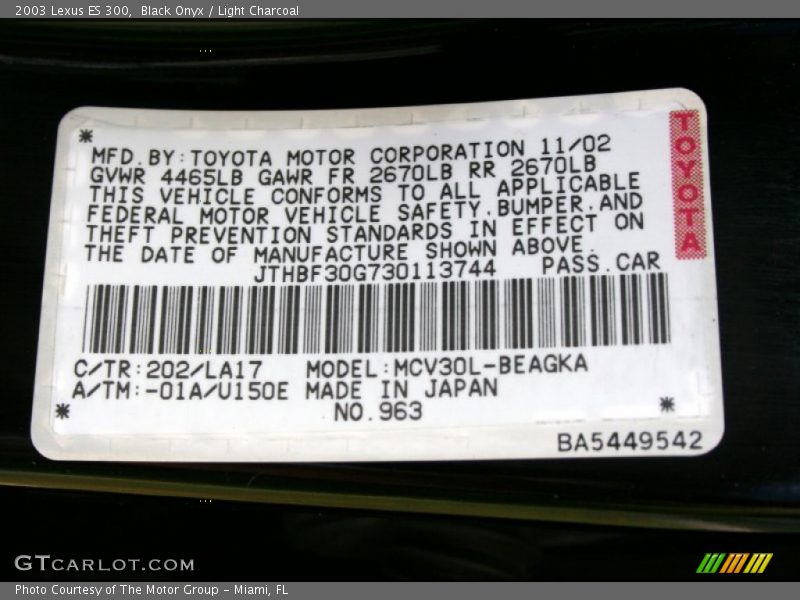 2003 Lexus ES 300, Black Onyx / Light Charcoal
MFD.BY:TOYOTA MOTOR CORPORATION 11/02
GVWR 4465LB GAWR FR 2670LB RR 2670LB
THIS VEHICLE CONFORMS TO ALL APPLICABLE
FEDERAL MOTOR VEHICLE SAFETY,BUMPER,AND
THEFT PREVENTION STANDARDS IN EFFECT ON
THE DATE OF MANUFACTURE SHOWN ABOVE.
JTHBF30G730113744 PASS.CAR
TOYOTA
C/TR:202/LA17 MODEL:MCV30L-BEAGKA
A/TM:-01A/U150E MADE IN JAPAN
NO.963
BA5449542
GTCARLOT.COM
Photo Courtesy of The Motor Group - Miami, FL